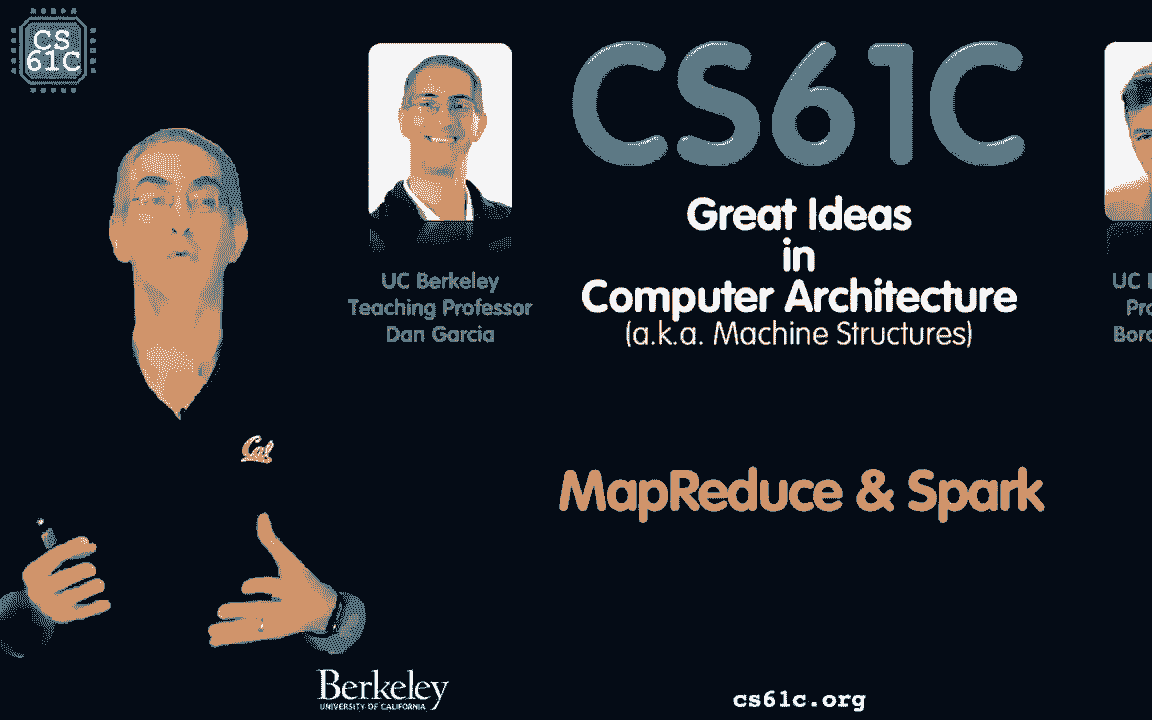 CS
61C
CS61C
Great Ideas
in
Computer Architecture
(a.k.a. Machine Structures)
UC Berkeley
Teaching Professor
Dan Garcia
UC
Cal
MapReduce & Spark
Berkeley
UNIVERSITY OF CALIFORNIA
cs61c.org